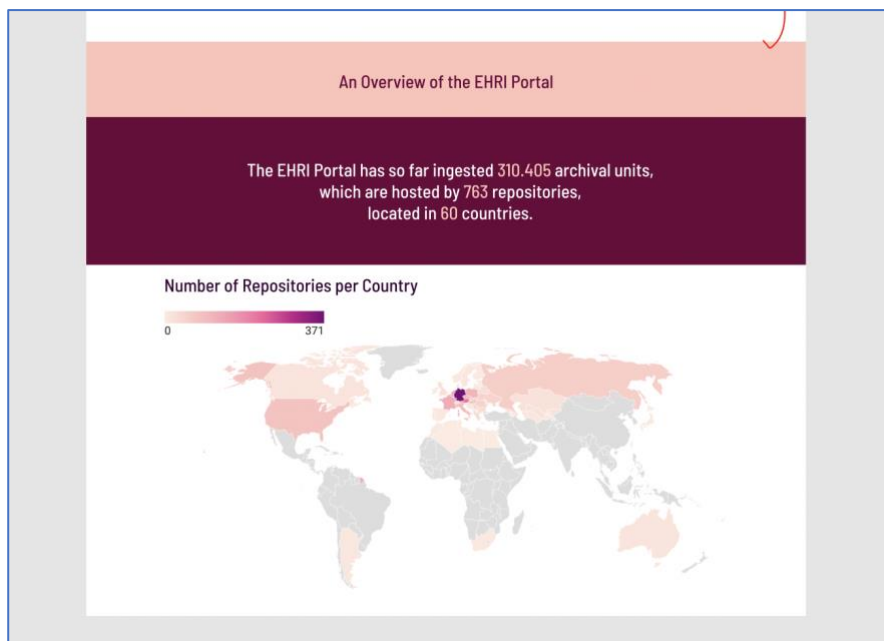 An Overview of the EHRI Portal
The EHRI Portal has so far ingested 310.405 archival units,
which are hosted by 763 repositories,
located in 60 countries.
Number of Repositories per Country
0 371